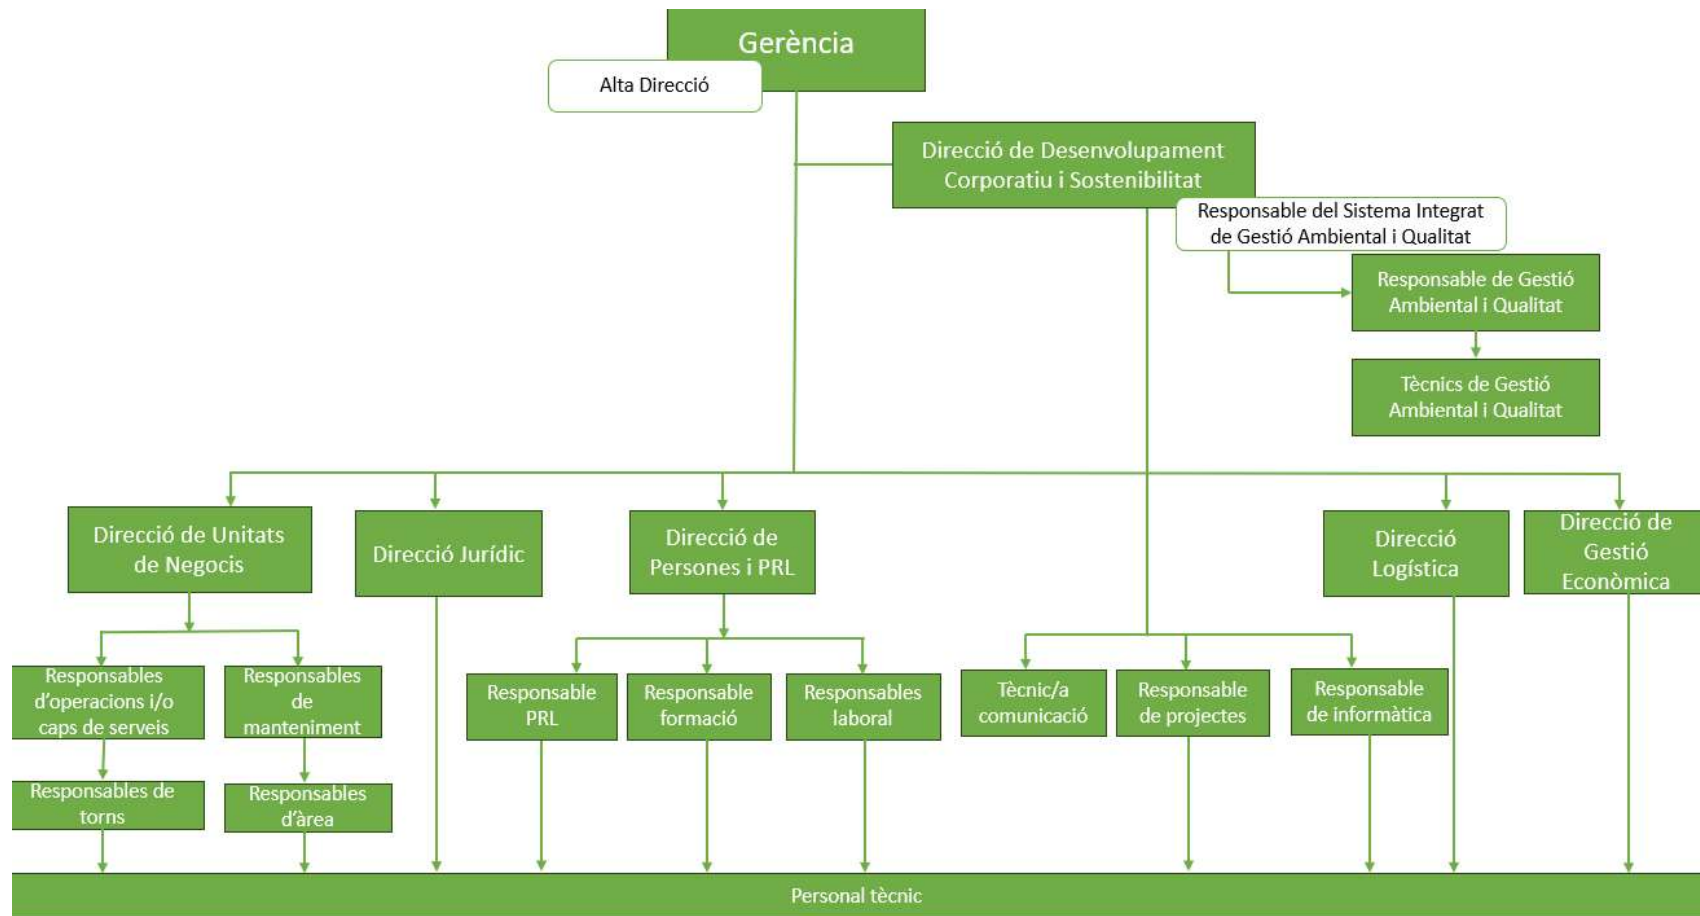 Gerència
Alta Direcció
Direcció de Desenvolupament
Corporatiu i Sostenibilitat
Responsable del Sistema Integrat
de Gestió Ambiental i Qualitat
Responsable de Gestió
Ambiental i Qualitat
Tècnics de Gestió
Ambiental i Qualitat
Direcció de Unitats
de Negocis
Direcció Jurídic
Direcció de
Persones i PRL
Direcció
Logística
Direcció de
Gestió
Econòmica
Responsables
d'operacions i/o
caps de serveis
Responsables
de
manteniment
Responsable
PRL
Responsable
formació
Responsables
laboral
Tècnic/a
comunicació
Responsable
de projectes
Responsable
de informàtica
Responsables de
torns
Responsables
d'àrea
Personal tècnic